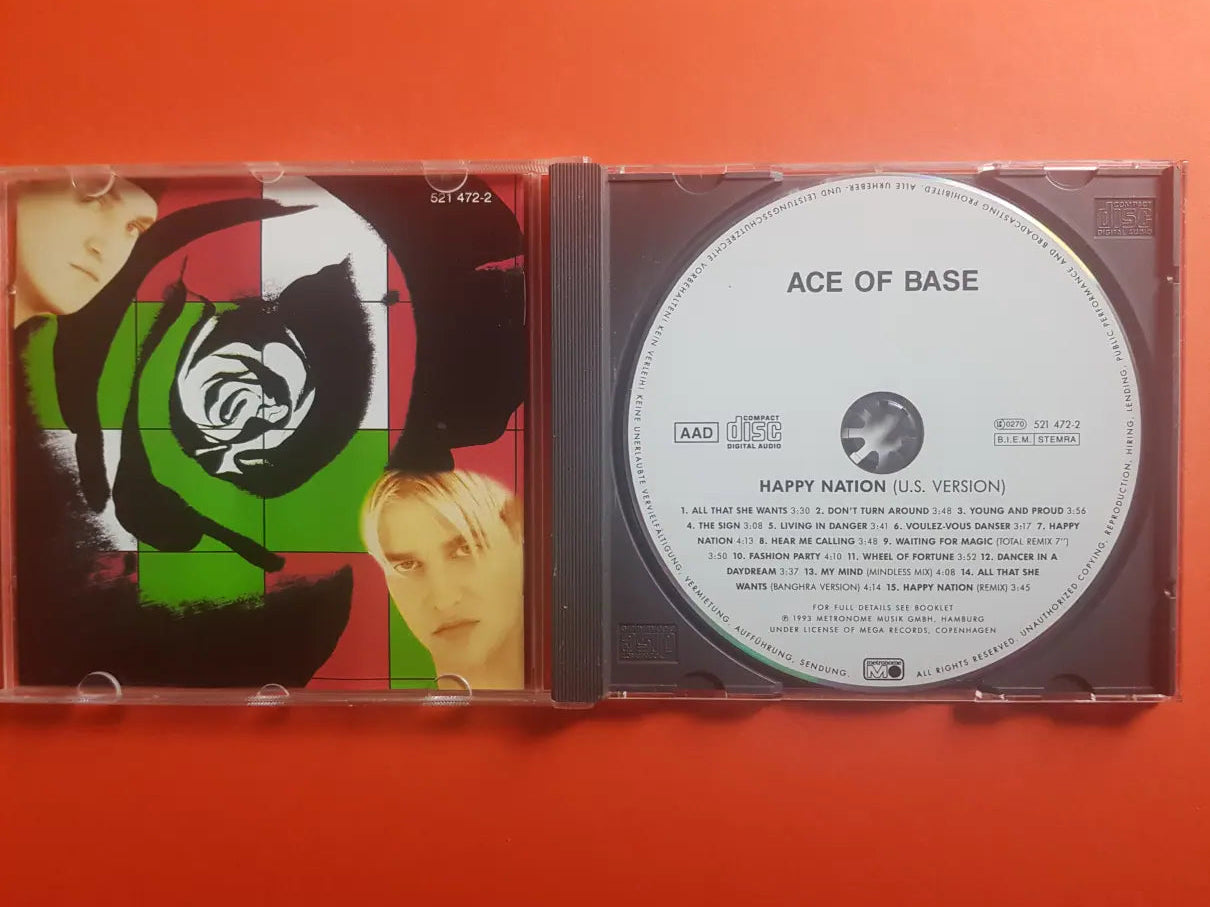 521 472-2
COMPACT
disc
DIGITAL AUDIO
ACE OF BASE
AAD
COMPACT
disc
DIGITAL AUDIO
LC 0270 521 472-2
B.I.E.M. STEMRA
HAPPY NATION (U.S. VERSION)
1. ALL THAT SHE WANTS 3:30 2. DON'T TURN AROUND 3:48 3. YOUNG AND PROUD 3:56
4. THE SIGN 3:08 5. LIVING IN DANGER 3:41 6. VOULEZ-VOUS DANSER 3:17 7. HAPPY
NATION 4:13 8. HEAR ME CALLING 3:48 9. WAITING FOR MAGIC (TOTAL REMIX 7")
3:50 10. FASHION PARTY 4:10 11. WHEEL OF FORTUNE 3:52 12. DANCER IN A
DAYDREAM 3:37 13. MY MIND (MINDLESS MIX) 4:08 14. ALL THAT SHE
WANTS (BANGHRA VERSION) 4:14 15. HAPPY NATION (REMIX) 3:45
FOR FULL DETAILS SEE BOOKLET
℗ 1993 METRONOME MUSIK GMBH, HAMBURG
UNDER LICENSE OF MEGA RECORDS, COPENHAGEN
metronome
ALL RIGHTS RESERVED. UNAUTHORIZED COPYING, REPRODUCTION, HIRING, LENDING, PUBLIC PERFORMANCE AND BROADCASTING PROHIBITED. ALLE URHEBER- UND LEISTUNGSSCHUTZRECHTE VORBEHALTEN! KEIN VERLEIH! KEINE UNERLAUBTE VERVIELFÄLTIGUNG, VERMIETUNG, AUFFÜHRUNG, SENDUNG.